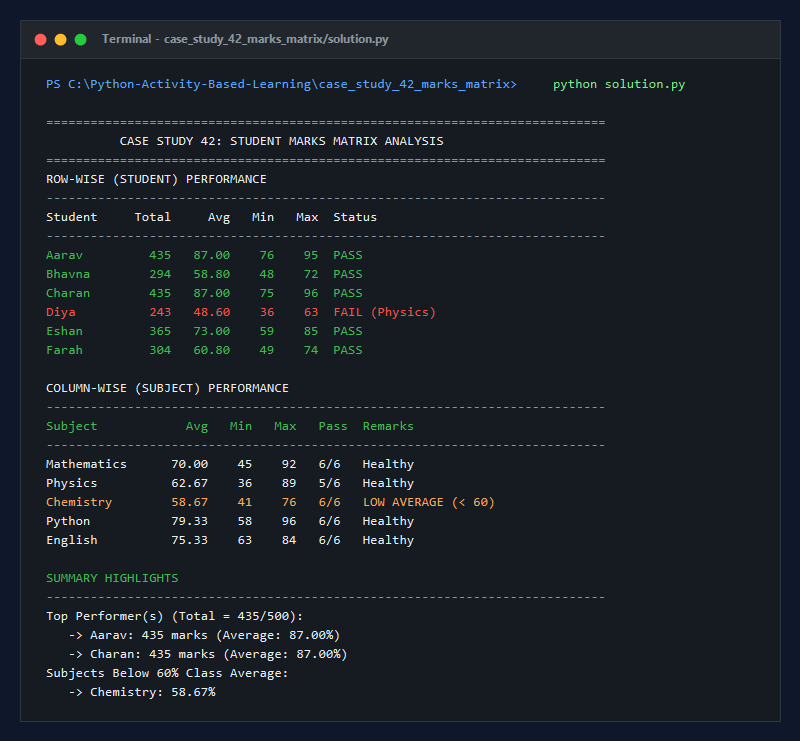 Terminal - case_study_42_marks_matrix/solution.py
PS C:\Python-Activity-Based-Learning\case_study_42_marks_matrix>     python solution.py
============================================================================
          CASE STUDY 42: STUDENT MARKS MATRIX ANALYSIS
============================================================================
ROW-WISE (STUDENT) PERFORMANCE
----------------------------------------------------------------------------
Student     Total     Avg   Min   Max  Status
----------------------------------------------------------------------------
Aarav         435   87.00    76    95  PASS
Bhavna        294   58.80    48    72  PASS
Charan        435   87.00    75    96  PASS
Diya          243   48.60    36    63  FAIL (Physics)
Eshan         365   73.00    59    85  PASS
Farah         304   60.80    49    74  PASS
COLUMN-WISE (SUBJECT) PERFORMANCE
----------------------------------------------------------------------------
Subject            Avg   Min   Max   Pass  Remarks
----------------------------------------------------------------------------
Mathematics      70.00    45    92   6/6   Healthy
Physics          62.67    36    89   5/6   Healthy
Chemistry        58.67    41    76   6/6   LOW AVERAGE (< 60)
Python           79.33    58    96   6/6   Healthy
English          75.33    63    84   6/6   Healthy
SUMMARY HIGHLIGHTS
----------------------------------------------------------------------------
Top Performer(s) (Total = 435/500):
   -> Aarav: 435 marks (Average: 87.00%)
   -> Charan: 435 marks (Average: 87.00%)
Subjects Below 60% Class Average:
   -> Chemistry: 58.67%